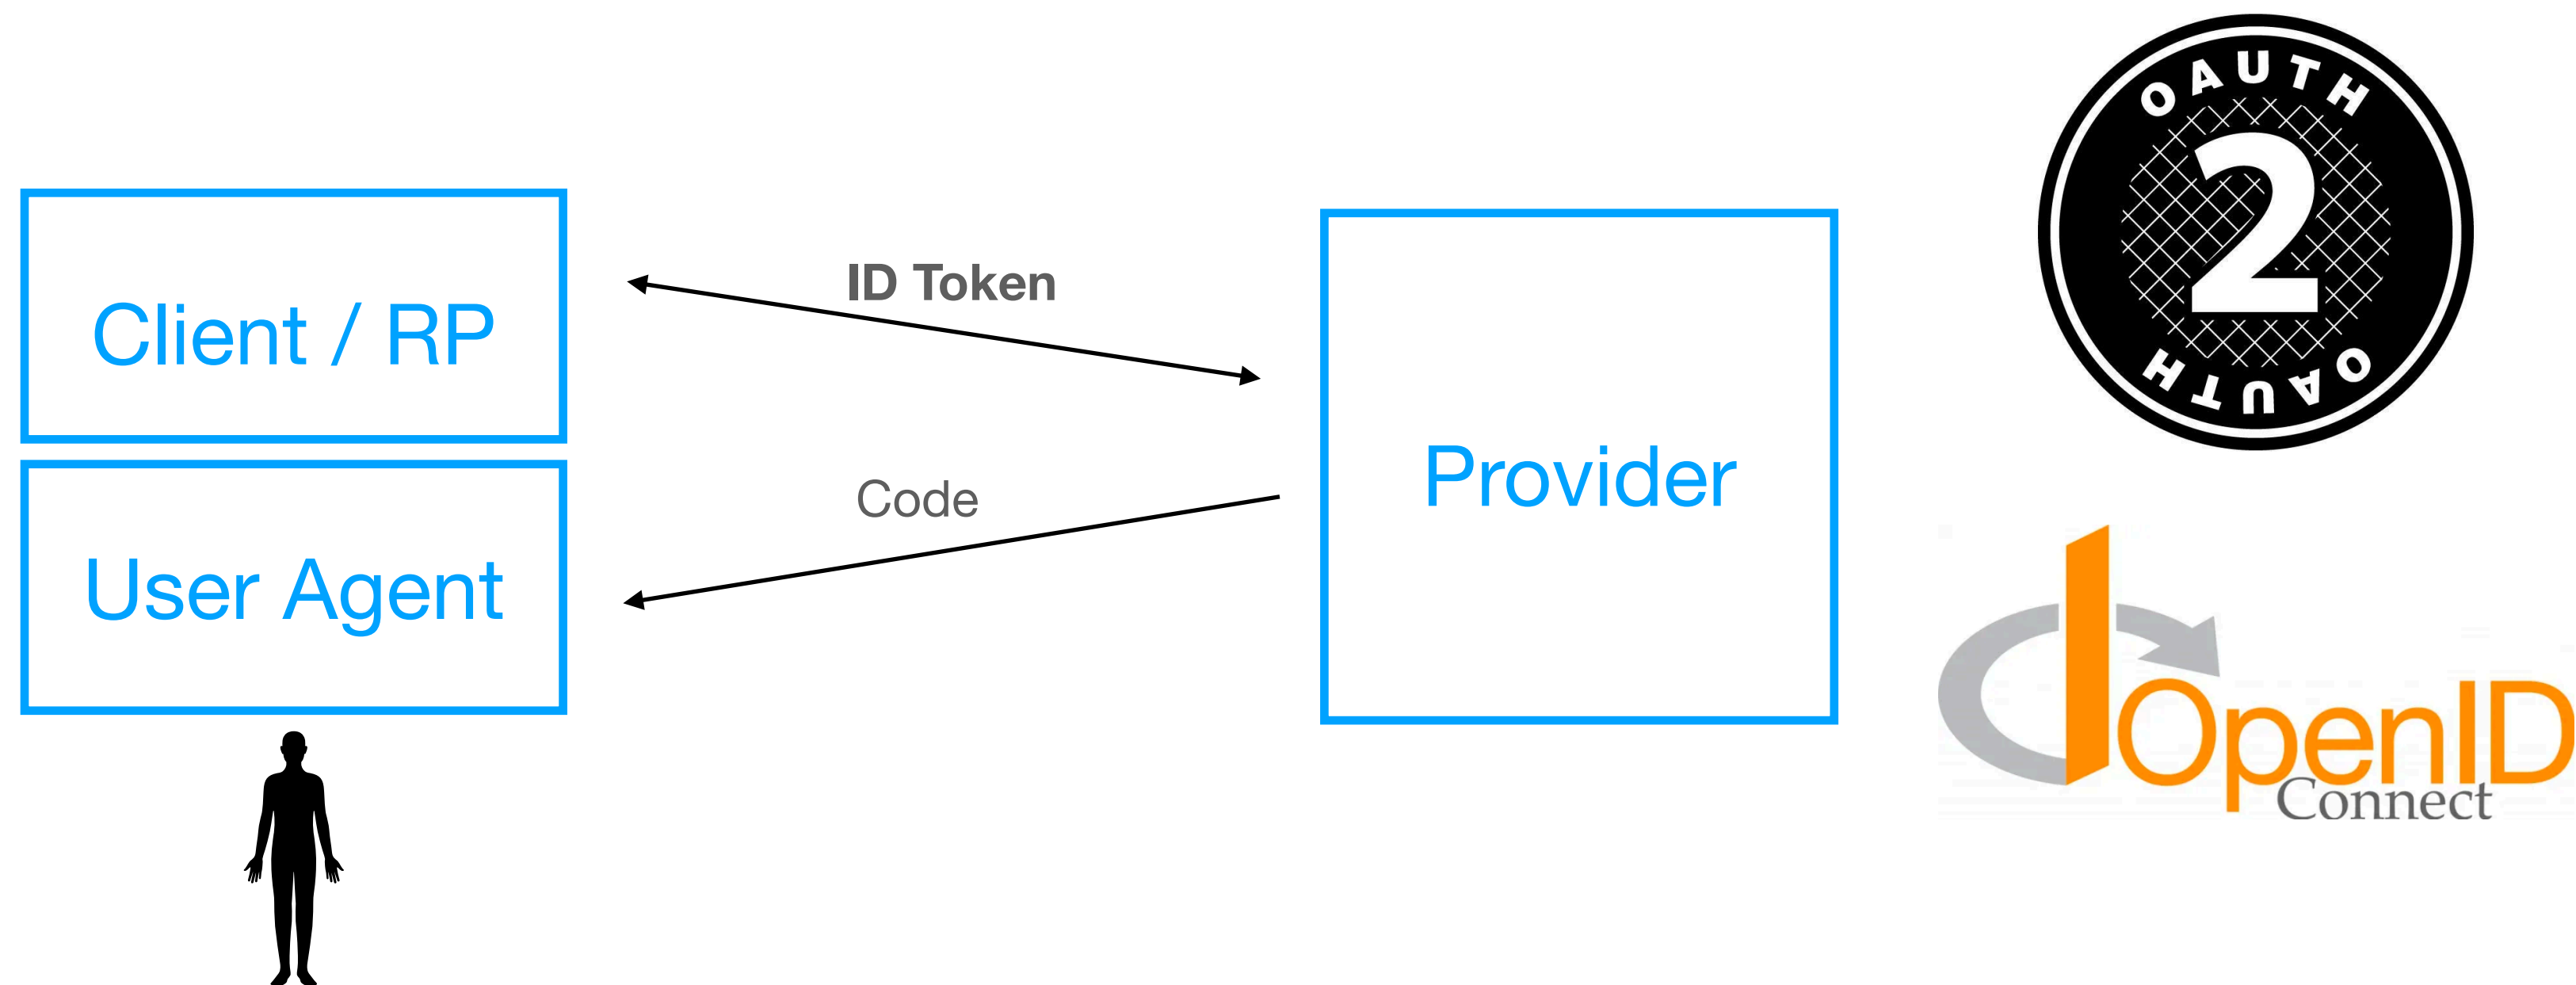 Client / RP
User Agent
ID Token
Code
Provider
OAUTH
2
OAUTH
OpenID
Connect